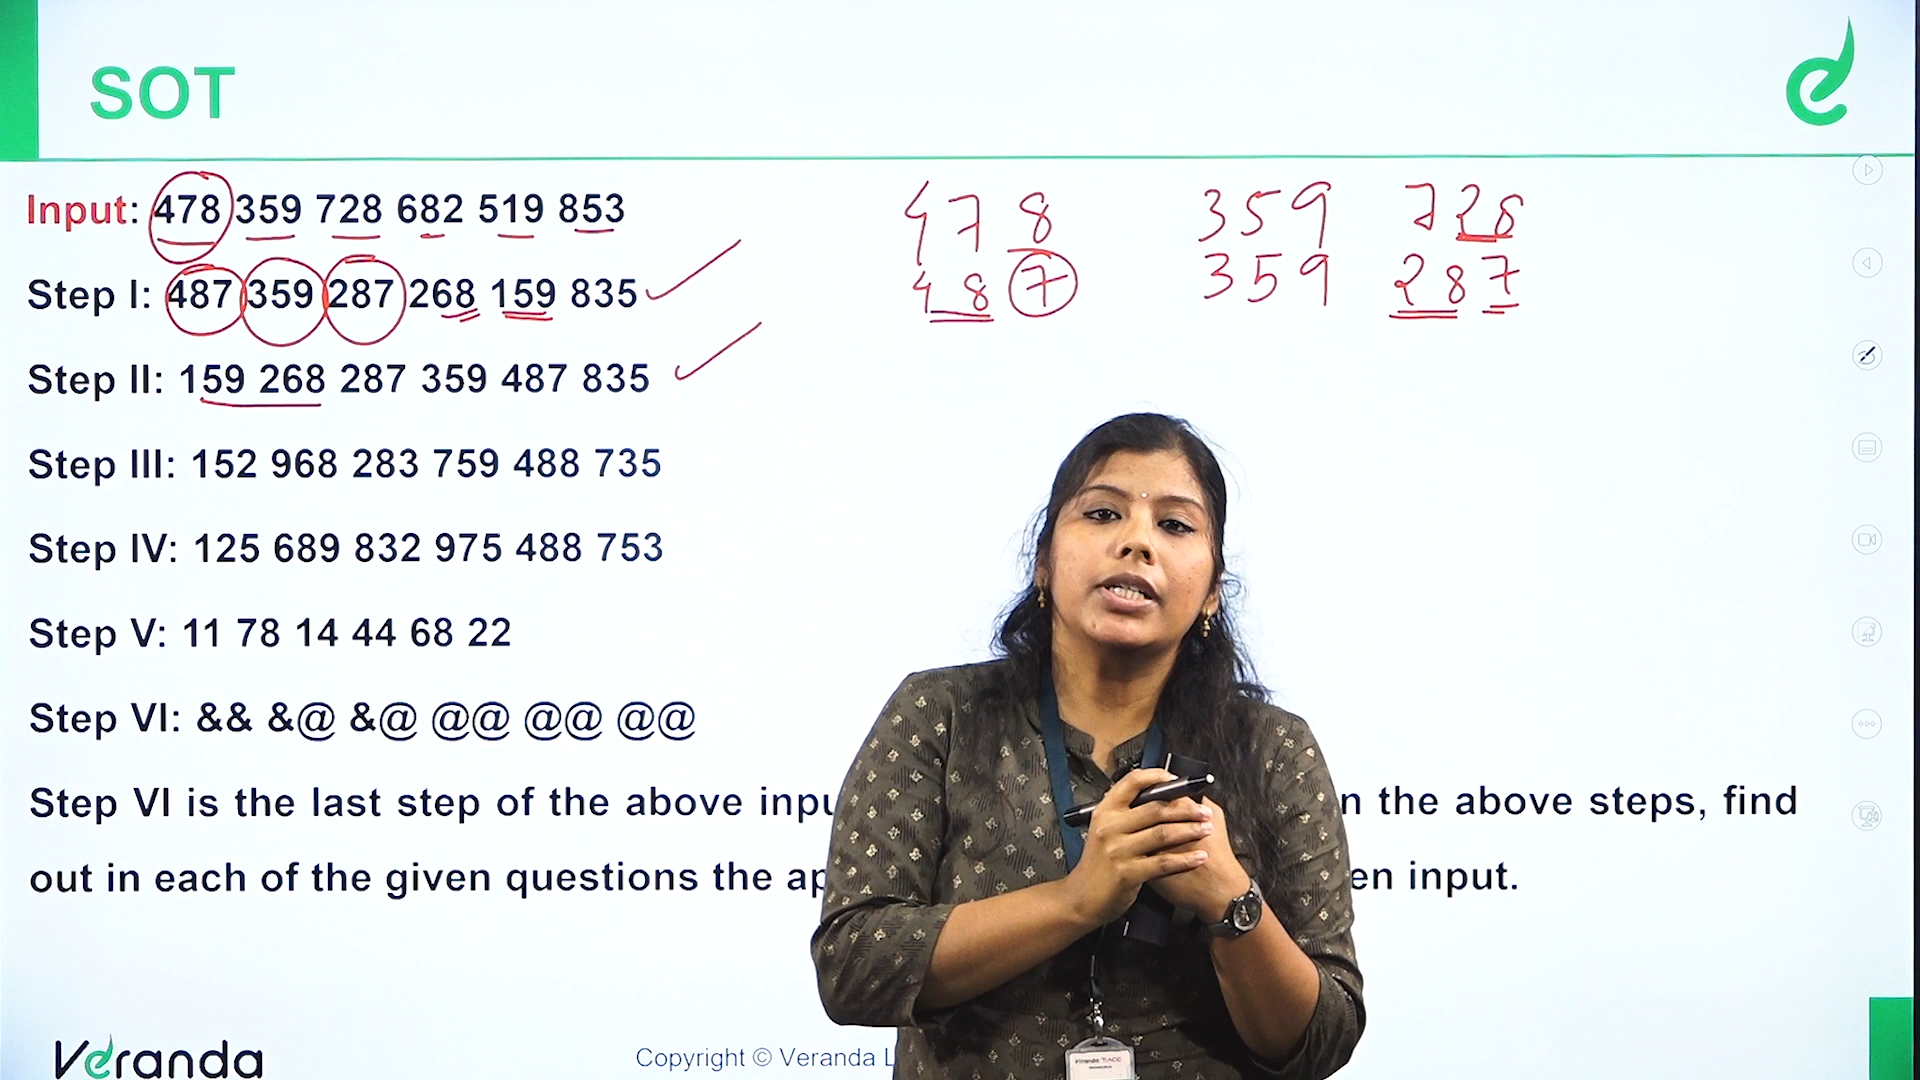 SOT
Input: 478 359 728 682 519 853
478 359 728
Step I: 487 359 287 268 159 835
487 359 287
Step II: 159 268 287 359 487 835
Step III: 152 968 283 759 488 735
Step IV: 125 689 832 975 488 753
Step V: 11 78 14 44 68 22
Step VI: && &@ &@ @@ @@ @@
Step VI is the last step of the above n the above steps, find
out in each of the given questions the en input.
Veranda
Copyright © Veranda L